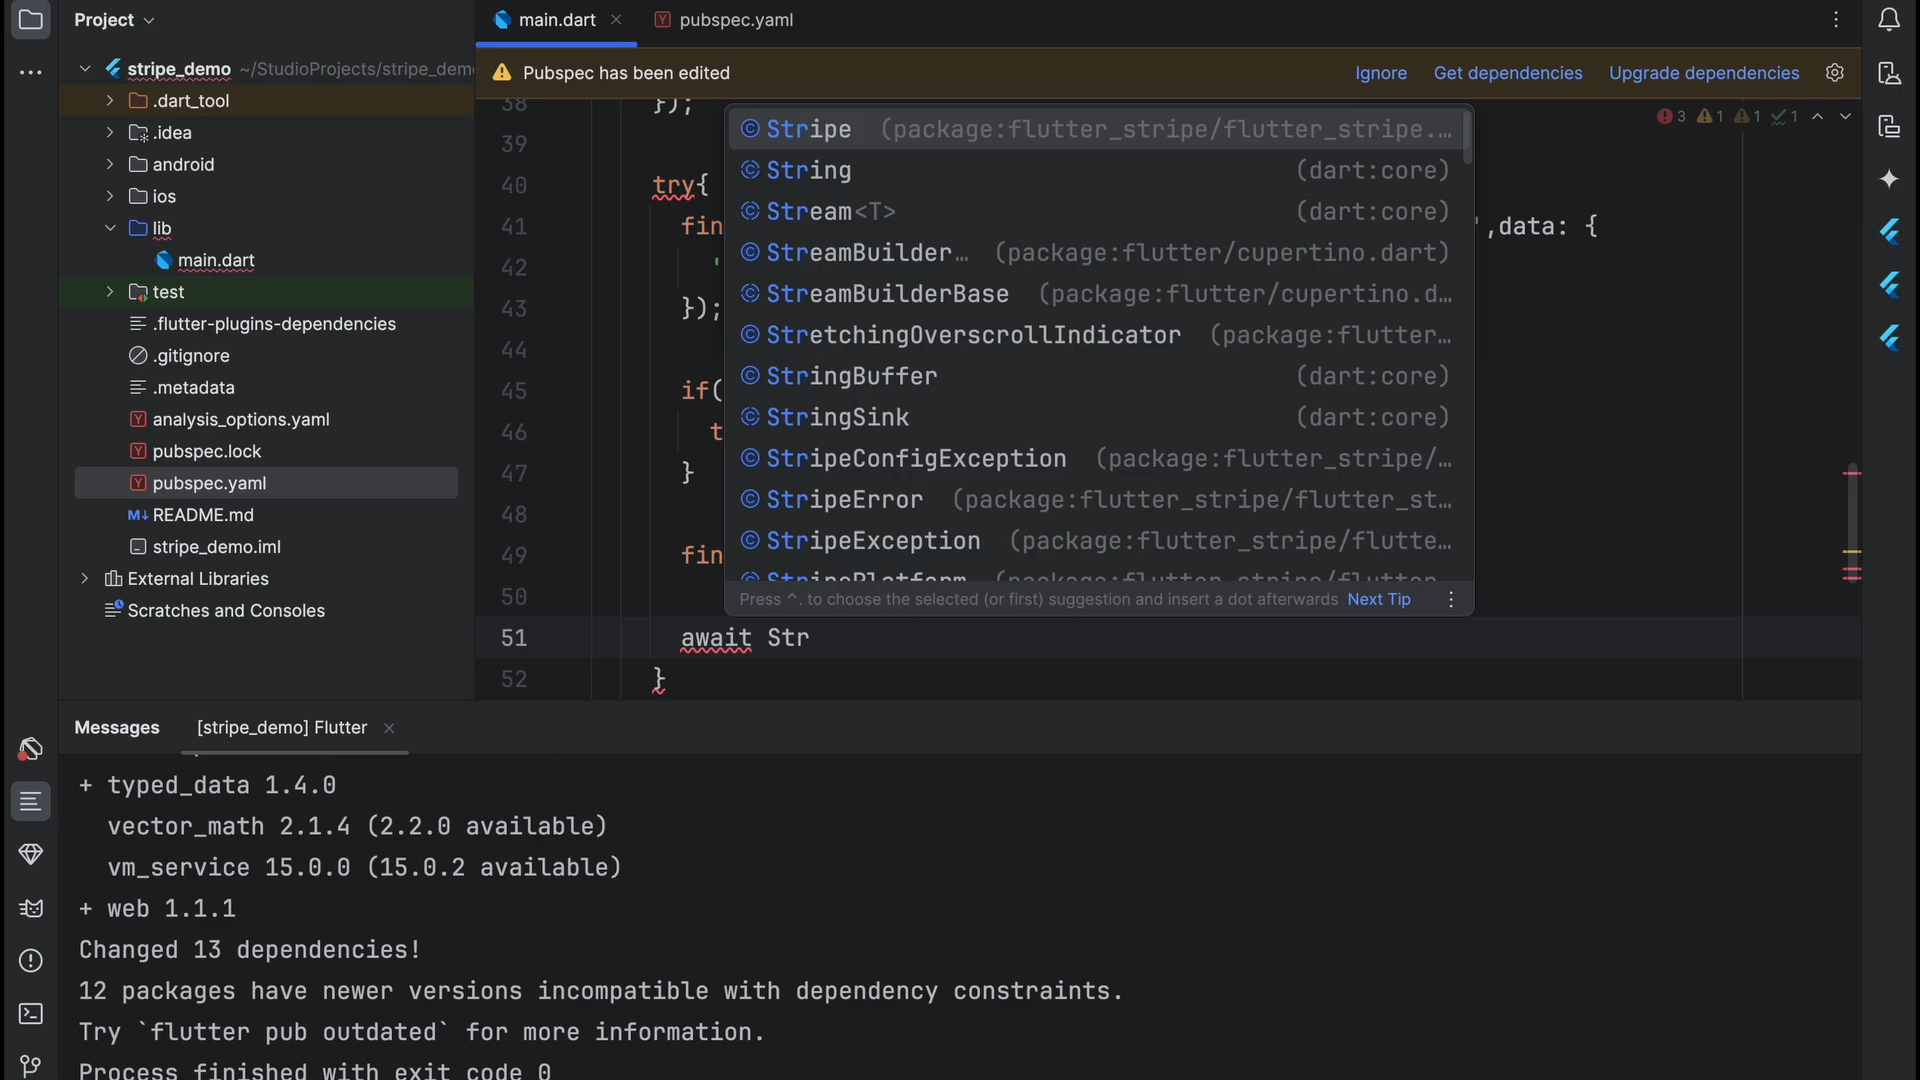 Project
main.dart
pubspec.yaml
stripe_demo ~/StudioProjects/stripe_dem
Pubspec has been edited
Ignore
Get dependencies
Upgrade dependencies
.dart_tool
.idea
android
ios
lib
main.dart
test
.flutter-plugins-dependencies
.gitignore
.metadata
analysis_options.yaml
pubspec.lock
pubspec.yaml
README.md
stripe_demo.iml
External Libraries
Scratches and Consoles
3 1 1 1
38 });
39
40 try{
41 fin ',data: {
42 '
43 });
44
45 if(
46 t
47 }
48
49 fin
50
51 await Str
52 }
Stripe (package:flutter_stripe/flutter_stripe.…
String (dart:core)
Stream<T> (dart:core)
StreamBuilder… (package:flutter/cupertino.dart)
StreamBuilderBase (package:flutter/cupertino.d…
StretchingOverscrollIndicator (package:flutter…
StringBuffer (dart:core)
StringSink (dart:core)
StripeConfigException (package:flutter_stripe/…
StripeError (package:flutter_stripe/flutter_st…
StripeException (package:flutter_stripe/flutte…
StripePlatform (package:flutter_stripe/flutter
Press ^. to choose the selected (or first) suggestion and insert a dot afterwards Next Tip
Messages
[stripe_demo] Flutter
+ typed_data 1.4.0
vector_math 2.1.4 (2.2.0 available)
vm_service 15.0.0 (15.0.2 available)
+ web 1.1.1
Changed 13 dependencies!
12 packages have newer versions incompatible with dependency constraints.
Try `flutter pub outdated` for more information.
Process finished with exit code 0